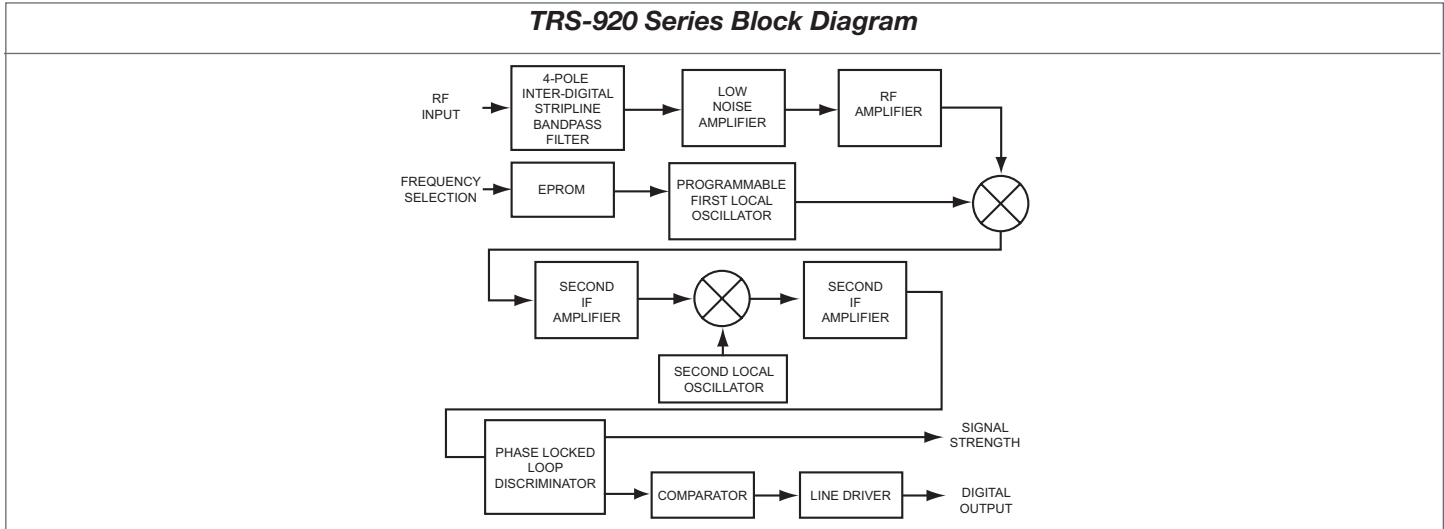 TRS-920 Series Block Diagram
RF
INPUT
4-POLE
INTER-DIGITAL
STRIPLINE
BANDPASS
FILTER
LOW
NOISE
AMPLIFIER
RF
AMPLIFIER
FREQUENCY
SELECTION
EPROM
PROGRAMMABLE
FIRST LOCAL
OSCILLATOR
SECOND
IF
AMPLIFIER
SECOND
IF
AMPLIFIER
SECOND LOCAL
OSCILLATOR
PHASE LOCKED
LOOP
DISCRIMINATOR
SIGNAL
STRENGTH
COMPARATOR
LINE DRIVER
DIGITAL
OUTPUT